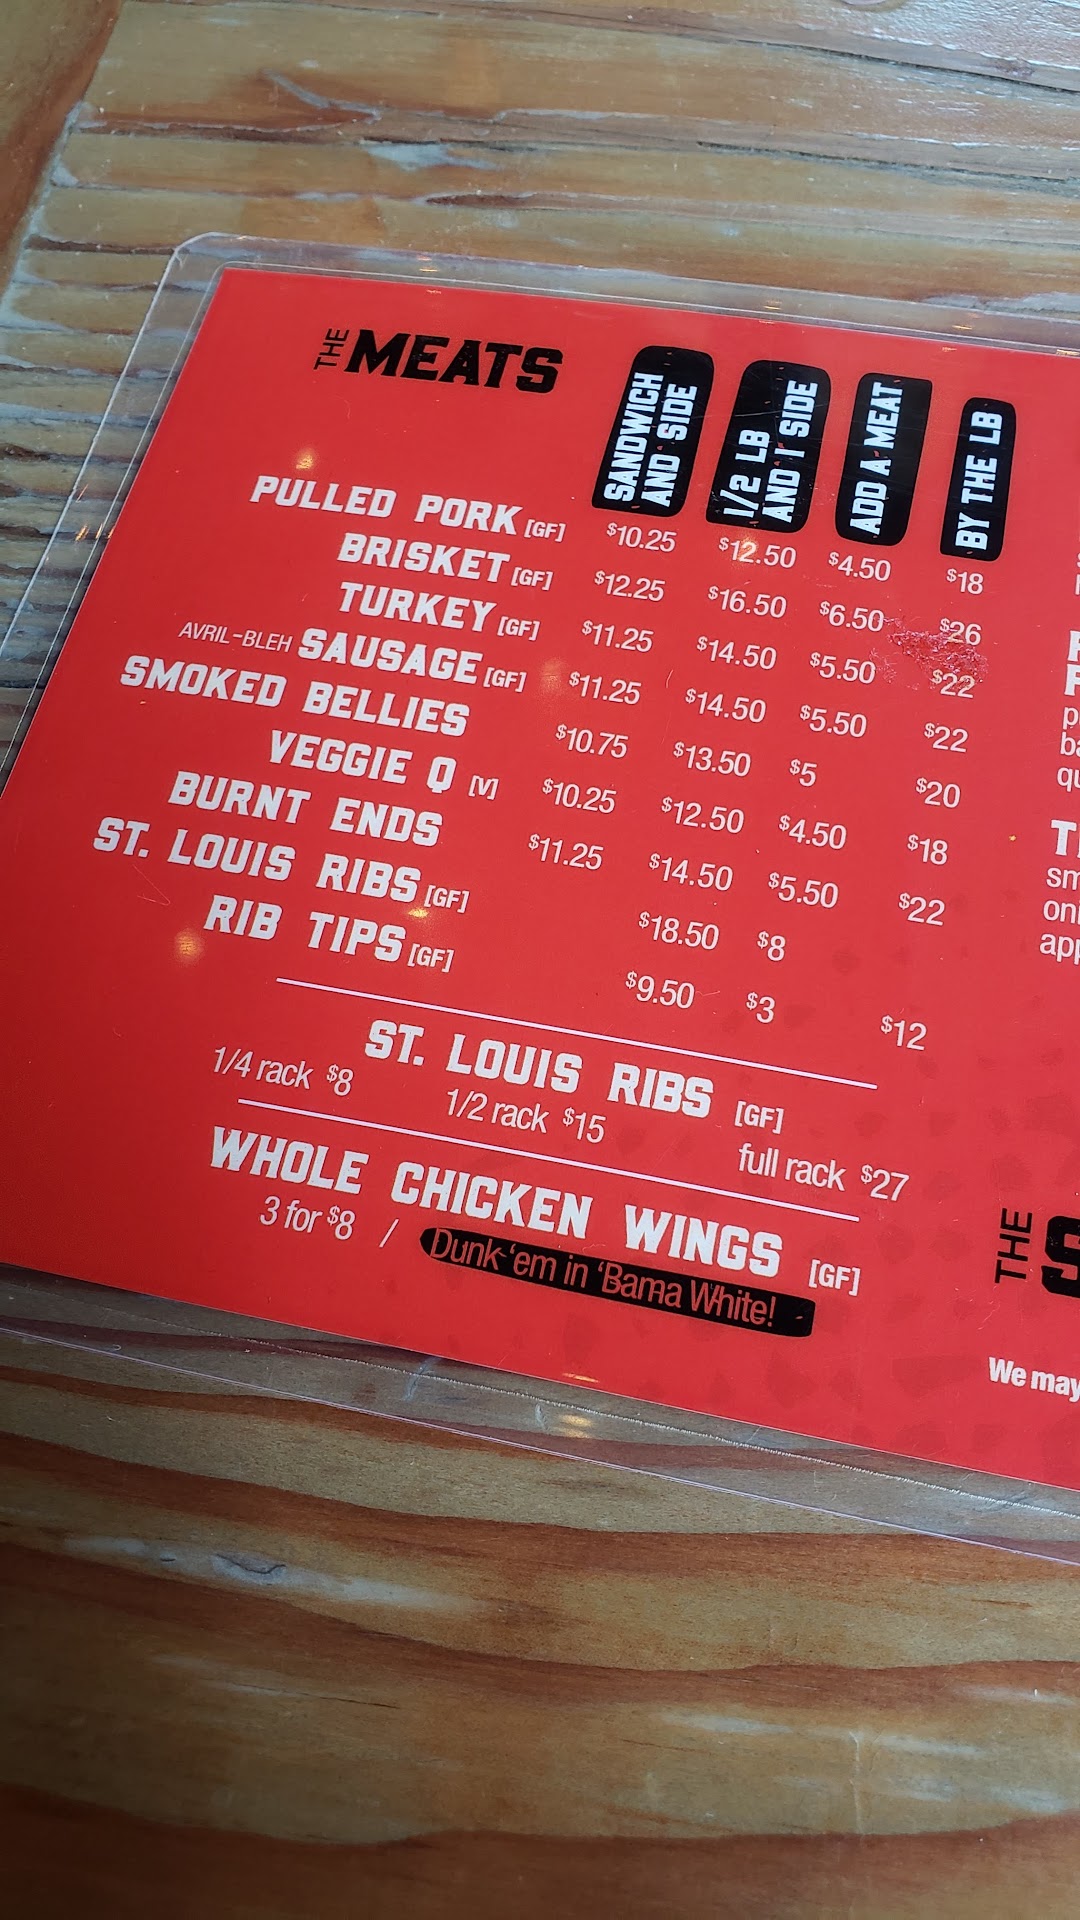 THE MEATS
SANDWICH AND SIDE
1/2 LB AND 1 SIDE
ADD A MEAT
BY THE LB
PULLED PORK [GF] $10.25 $12.50 $4.50 $18
BRISKET [GF] $12.25 $16.50 $6.50 $26
TURKEY [GF] $11.25 $14.50 $5.50 $22
AVRIL-BLEH SAUSAGE [GF] $11.25 $14.50 $5.50 $22
SMOKED BELLIES $10.75 $13.50 $5 $20
VEGGIE Q [V] $10.25 $12.50 $4.50 $18
BURNT ENDS $11.25 $14.50 $5.50 $22
ST. LOUIS RIBS [GF] $18.50 $8
RIB TIPS [GF] $9.50 $3 $12
ST. LOUIS RIBS [GF]
1/4 rack $8 1/2 rack $15 full rack $27
WHOLE CHICKEN WINGS [GF]
3 for $8 / Dunk 'em in 'Bama White!
THE
We may